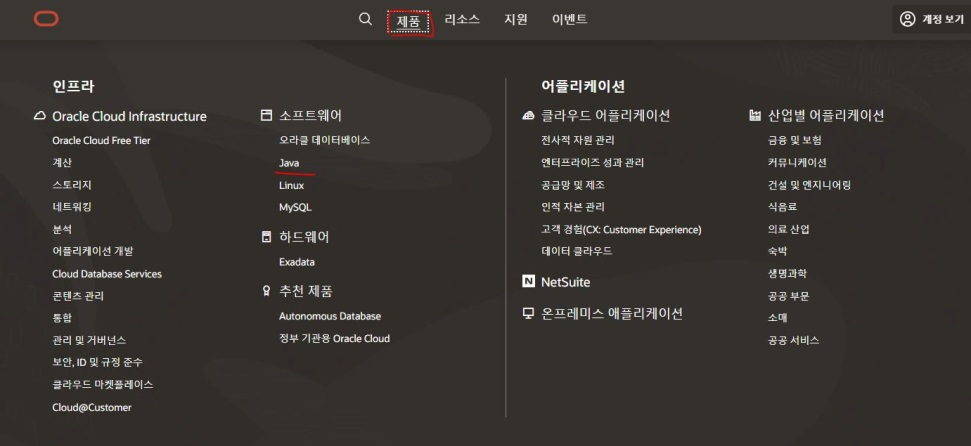 제품
리소스
지원
이벤트
계정 보기
인프라
Oracle Cloud Infrastructure
Oracle Cloud Free Tier
계산
스토리지
네트워킹
분석
어플리케이션 개발
Cloud Database Services
콘텐츠 관리
통합
관리 및 거버넌스
보안, ID 및 규정 준수
클라우드 마켓플레이스
Cloud@Customer
소프트웨어
오라클 데이터베이스
Java
Linux
MySQL
하드웨어
Exadata
추천 제품
Autonomous Database
정부 기관용 Oracle Cloud
어플리케이션
클라우드 어플리케이션
전사적 자원 관리
엔터프라이즈 성과 관리
공급망 및 제조
인적 자본 관리
고객 경험(CX: Customer Experience)
데이터 클라우드
N NetSuite
온프레미스 애플리케이션
산업별 어플리케이션
금융 및 보험
커뮤니케이션
건설 및 엔지니어링
식음료
의료 산업
숙박
생명과학
공공 부문
소매
공공 서비스